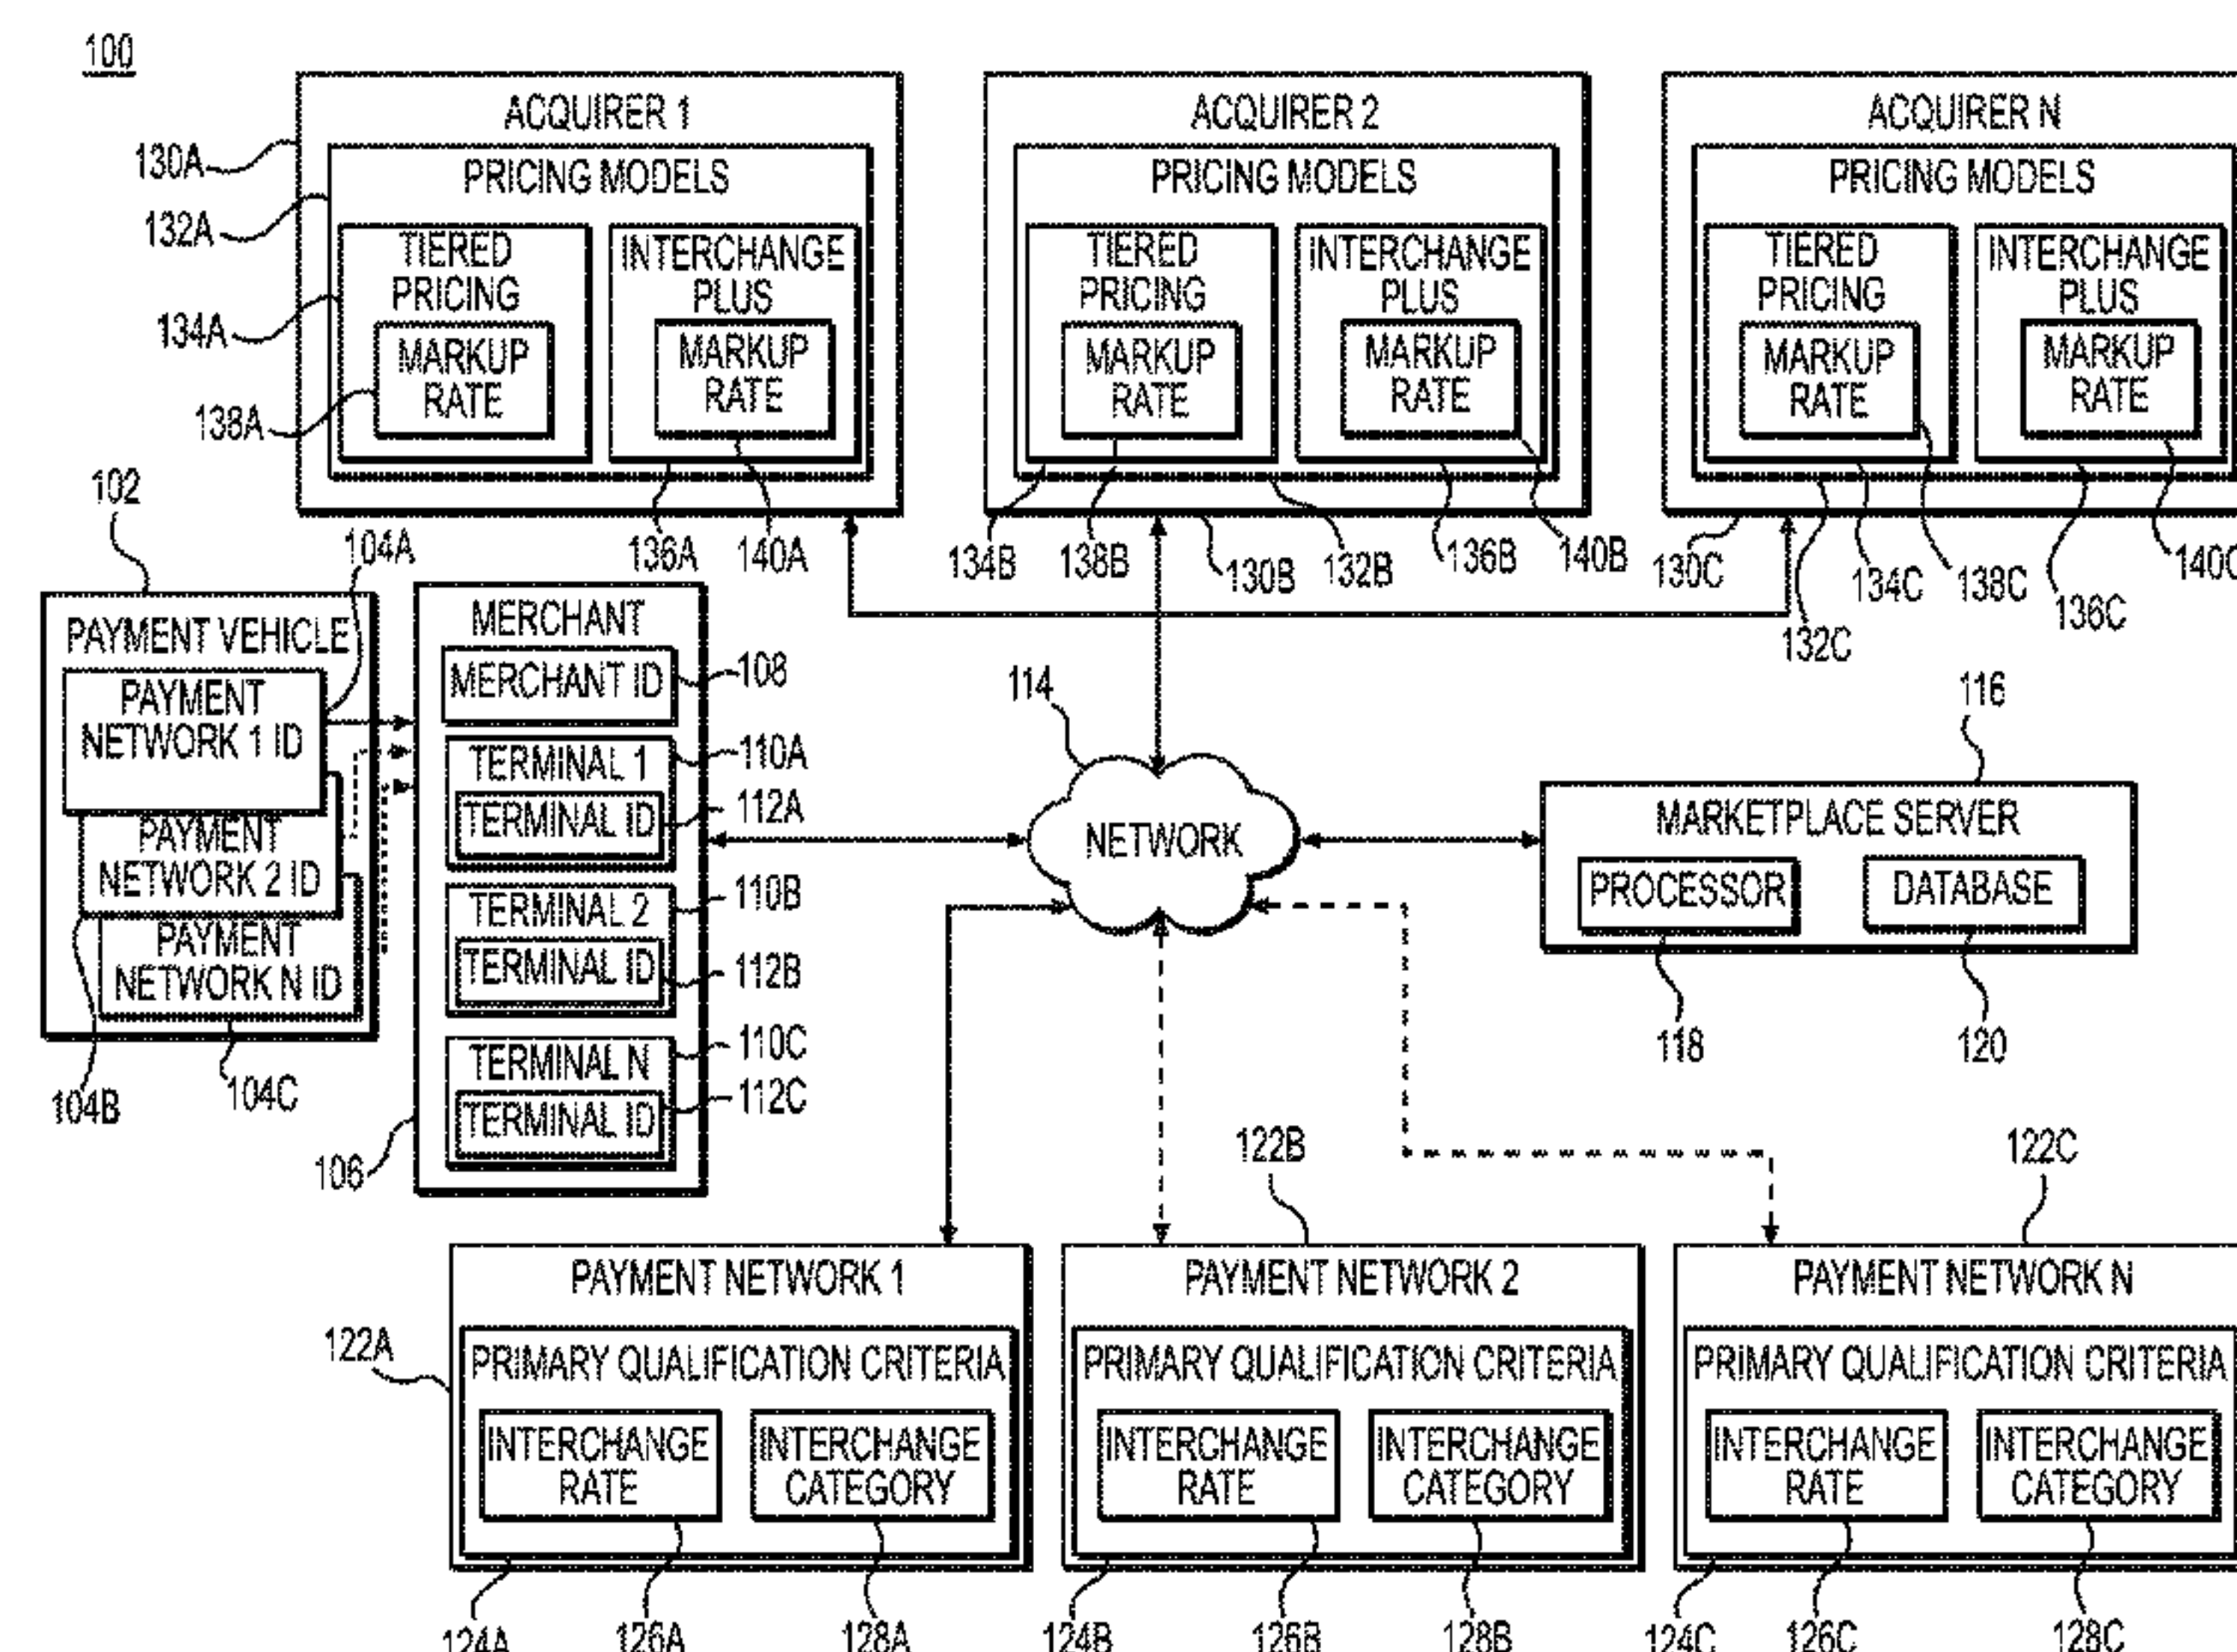 100
ACQUIRER 1
PRICING MODELS
TIERED
PRICING
MARKUP
RATE
INTERCHANGE
PLUS
MARKUP
RATE
130A
132A
134A
138A
136A
140A
ACQUIRER 2
PRICING MODELS
TIERED
PRICING
MARKUP
RATE
INTERCHANGE
PLUS
MARKUP
RATE
134B
138B
130B
132B
136B
140B
ACQUIRER N
PRICING MODELS
TIERED
PRICING
MARKUP
RATE
INTERCHANGE
PLUS
MARKUP
RATE
130C
132C
134C
138C
136C
140C
102
104A
PAYMENT VEHICLE
PAYMENT
NETWORK 1 ID
PAYMENT
NETWORK 2 ID
PAYMENT
NETWORK N ID
104B
104C
MERCHANT
MERCHANT ID
108
TERMINAL 1
110A
TERMINAL ID
112A
TERMINAL 2
110B
TERMINAL ID
112B
TERMINAL N
110C
TERMINAL ID
112C
106
114
NETWORK
116
MARKETPLACE SERVER
PROCESSOR
DATABASE
118
120
122A
PAYMENT NETWORK 1
PRIMARY QUALIFICATION CRITERIA
INTERCHANGE
RATE
INTERCHANGE
CATEGORY
124A
126A
128A
122B
PAYMENT NETWORK 2
PRIMARY QUALIFICATION CRITERIA
INTERCHANGE
RATE
INTERCHANGE
CATEGORY
124B
126B
128B
122C
PAYMENT NETWORK N
PRIMARY QUALIFICATION CRITERIA
INTERCHANGE
RATE
INTERCHANGE
CATEGORY
124C
126C
128C